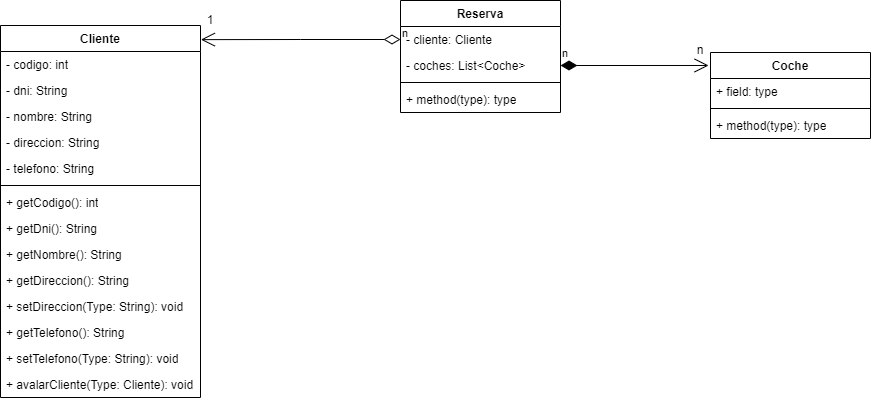 1
Cliente
- codigo: int
- dni: String
- nombre: String
- direccion: String
- telefono: String
+ getCodigo(): int
+ getDni(): String
+ getNombre(): String
+ getDireccion(): String
+ setDireccion(Type: String): void
+ getTelefono(): String
+ setTelefono(Type: String): void
+ avalarCliente(Type: Cliente): void
Reserva
n
- cliente: Cliente
- coches: List<Coche>
+ method(type): type
n
n
Coche
+ field: type
+ method(type): type